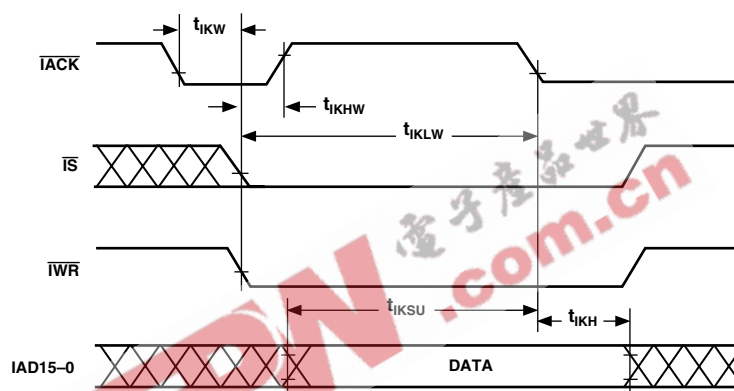 tIKW
IACK
tIKHW
tIKLW
IS
電子產品世界
.com.cn
IWR
tIKSU
tIKH
IAD15–0
DATA